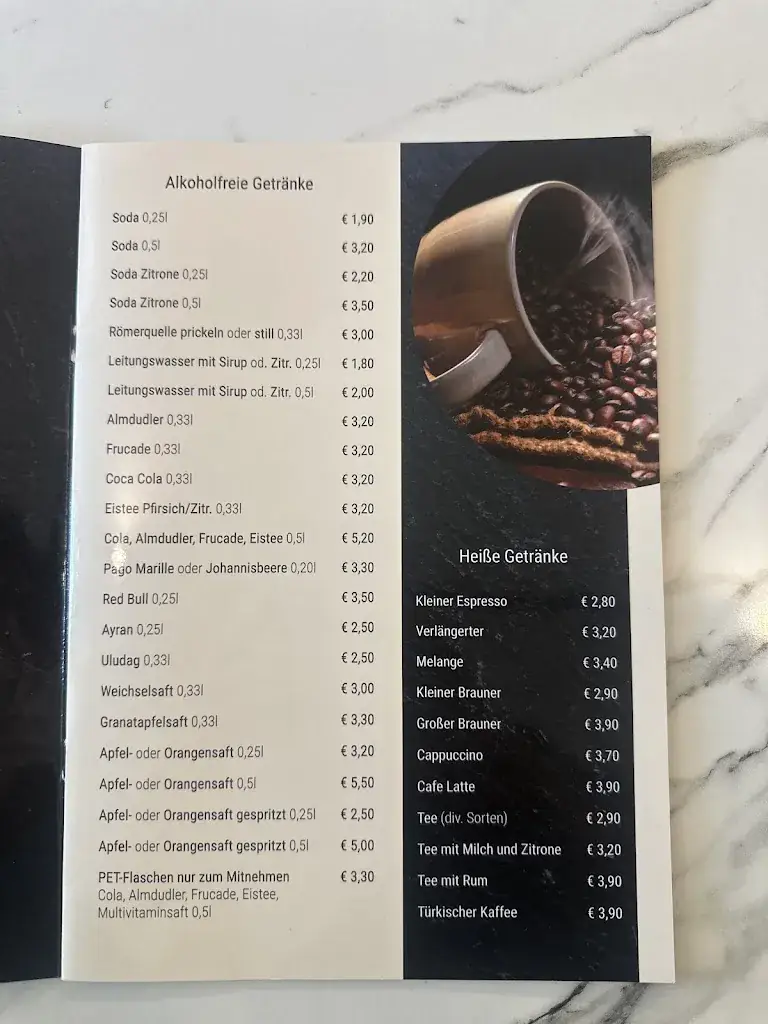 Alkoholfreie Getränke
Soda 0,25l € 1,90
Soda 0,5l € 3,20
Soda Zitrone 0,25l € 2,20
Soda Zitrone 0,5l € 3,50
Römerquelle prickeln oder still 0,33l € 3,00
Leitungswasser mit Sirup od. Zitr. 0,25l € 1,80
Leitungswasser mit Sirup od. Zitr. 0,5l € 2,00
Almdudler 0,33l € 3,20
Frucade 0,33l € 3,20
Coca Cola 0,33l € 3,20
Eistee Pfirsich/Zitr. 0,33l € 3,20
Cola, Almdudler, Frucade, Eistee 0,5l € 5,20
Pago Marille oder Johannisbeere 0,20l € 3,30
Red Bull 0,25l € 3,50
Ayran 0,25l € 2,50
Uludag 0,33l € 2,50
Weichselsaft 0,33l € 3,00
Granatapfelsaft 0,33l € 3,30
Apfel- oder Orangensaft 0,25l € 3,20
Apfel- oder Orangensaft 0,5l € 5,50
Apfel- oder Orangensaft gespritzt 0,25l € 2,50
Apfel- oder Orangensaft gespritzt 0,5l € 5,00
PET-Flaschen nur zum Mitnehmen € 3,30
Cola, Almdudler, Frucade, Eistee,
Multivitaminsaft 0,5l
Heiße Getränke
Kleiner Espresso € 2,80
Verlängerter € 3,20
Melange € 3,40
Kleiner Brauner € 2,90
Großer Brauner € 3,90
Cappuccino € 3,70
Cafe Latte € 3,90
Tee (div. Sorten) € 2,90
Tee mit Milch und Zitrone € 3,20
Tee mit Rum € 3,90
Türkischer Kaffee € 3,90